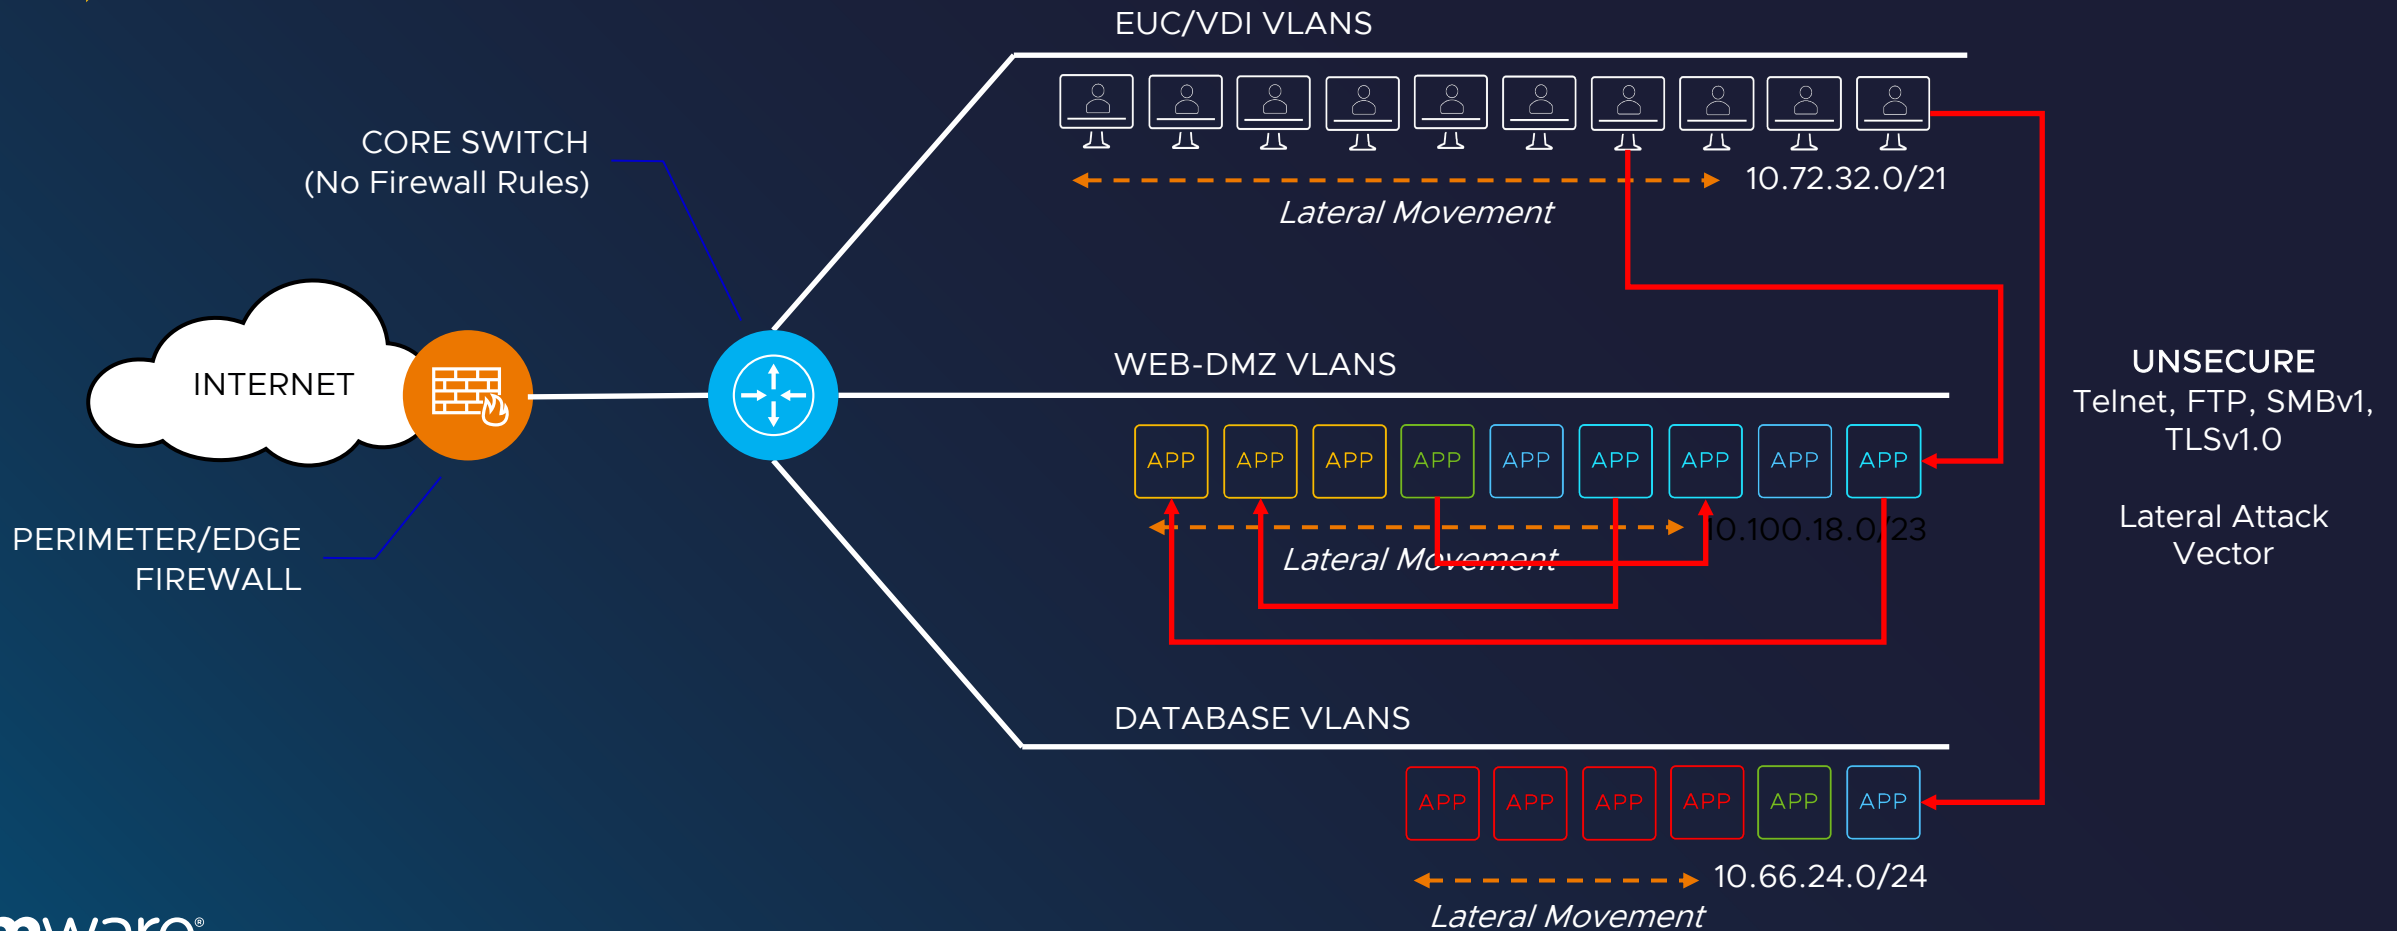 EUC/VDI VLANS
CORE SWITCH
(No Firewall Rules)
10.72.32.0/21
Lateral Movement
INTERNET
WEB-DMZ VLANS
UNSECURE
Telnet, FTP, SMBv1,
TLSv1.0
Lateral Attack
Vector
APP APP APP APP APP APP APP APP APP
10.100.18.0/23
Lateral Movement
PERIMETER/EDGE
FIREWALL
DATABASE VLANS
APP APP APP APP APP APP
10.66.24.0/24
Lateral Movement
mware®